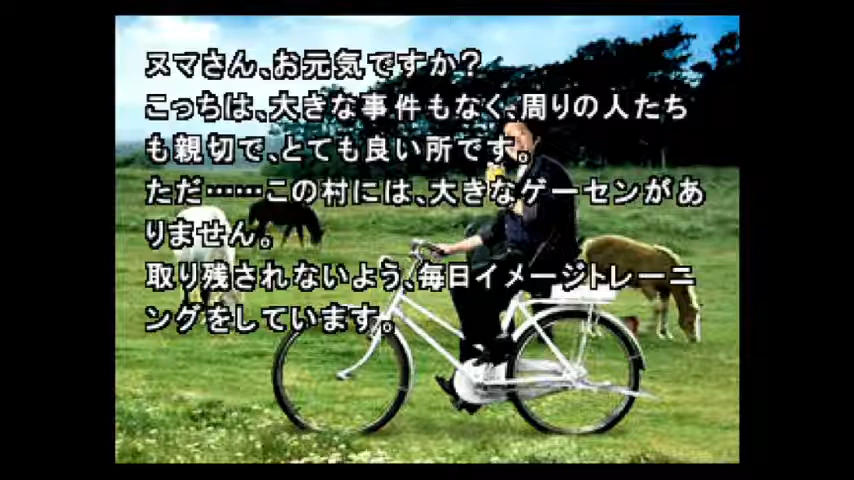 ヌマさん、お元気ですか?
こっちは、大きな事件もなく、周りの人たち
も親切で、とても良い所です。
ただ……この村には、大きなゲーセンがあ
りません。
取り残されないよう、毎日イメージトレーニ
ングをしています。